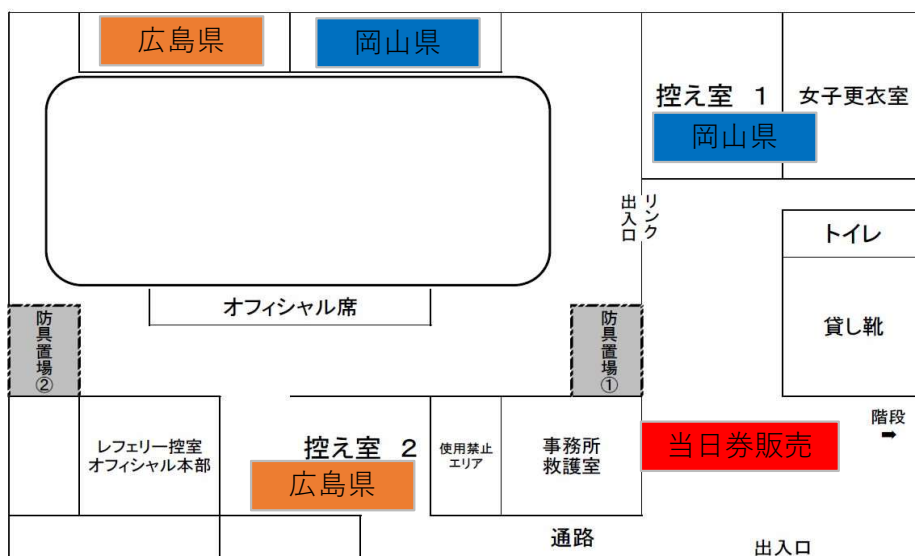 広島県
岡山県
控え室 1
女子更衣室
岡山県
リンク
出入口
トイレ
オフィシャル席
防具置場②
防具置場①
貸し靴
階段
➡
レフェリー控室
オフィシャル本部
控え室 2
広島県
使用禁止
エリア
事務所
救護室
当日券販売
通路
出入口